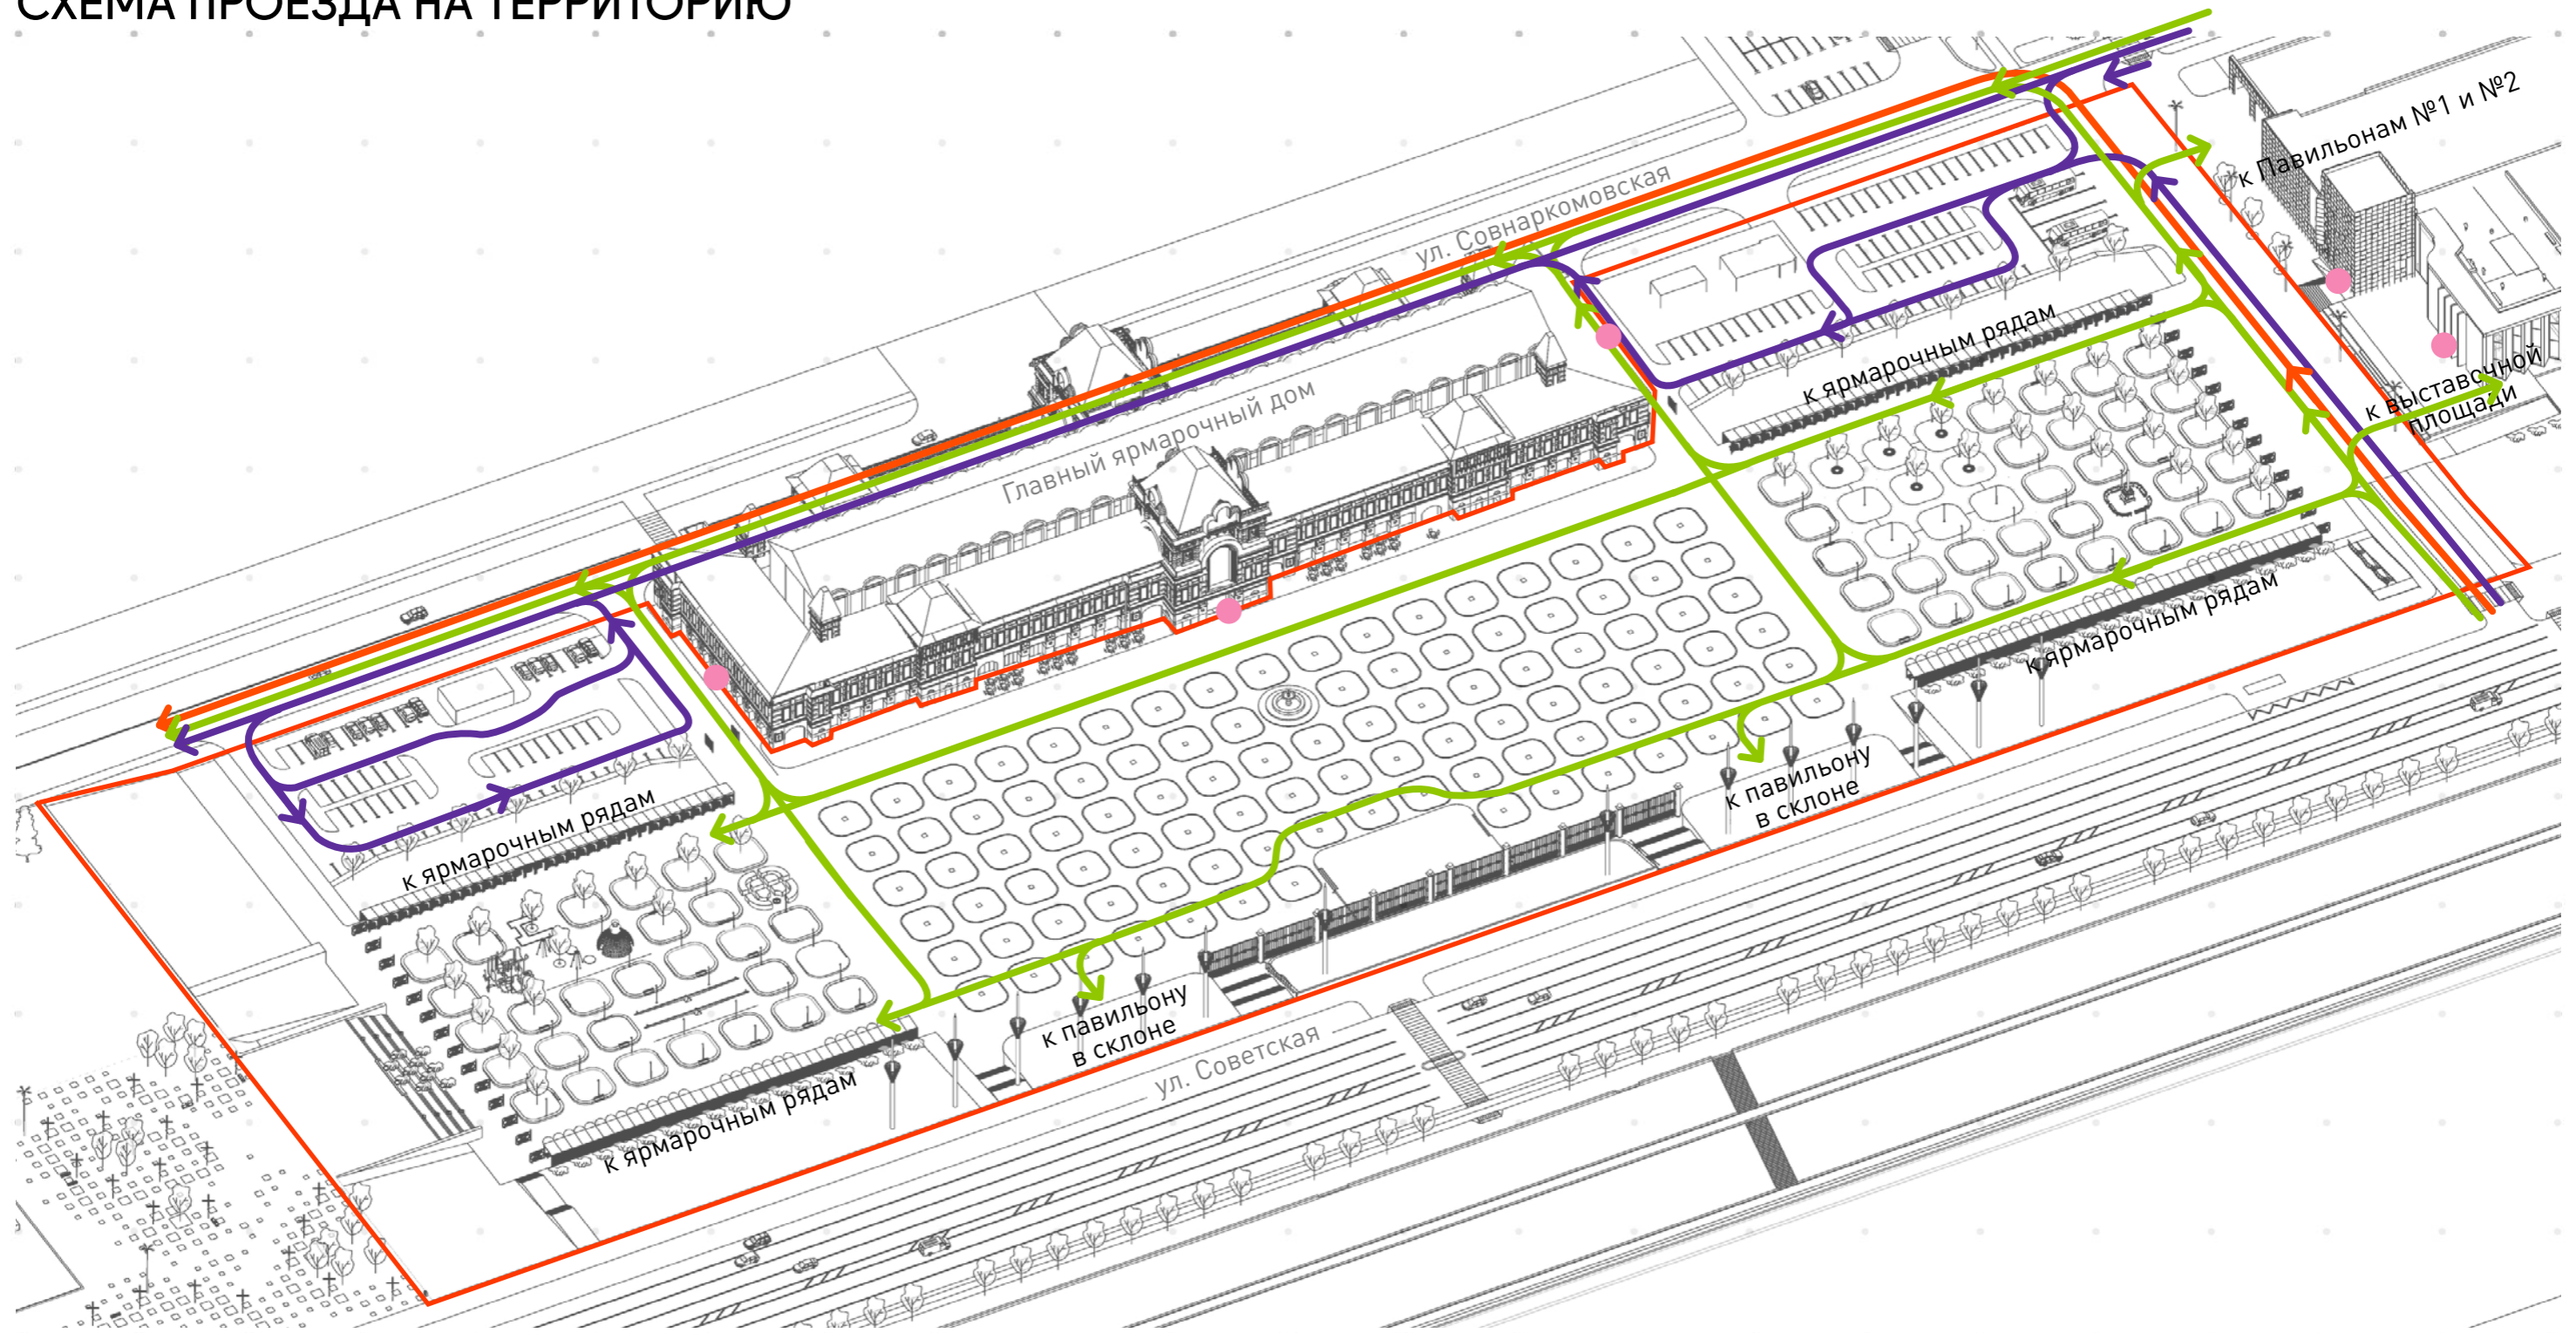 СХЕМА ПРОЕЗДА НА ТЕРРИТОРИЮ
к Павильонам №1 и №2
ул. Совнаркомовская
к ярмарочным рядам
к выставочной
площади
Главный ярмарочный дом
к ярмарочным рядам
к павильону
в склоне
к ярмарочным рядам
к павильону
в склоне
ул. Советская
к ярмарочным рядам